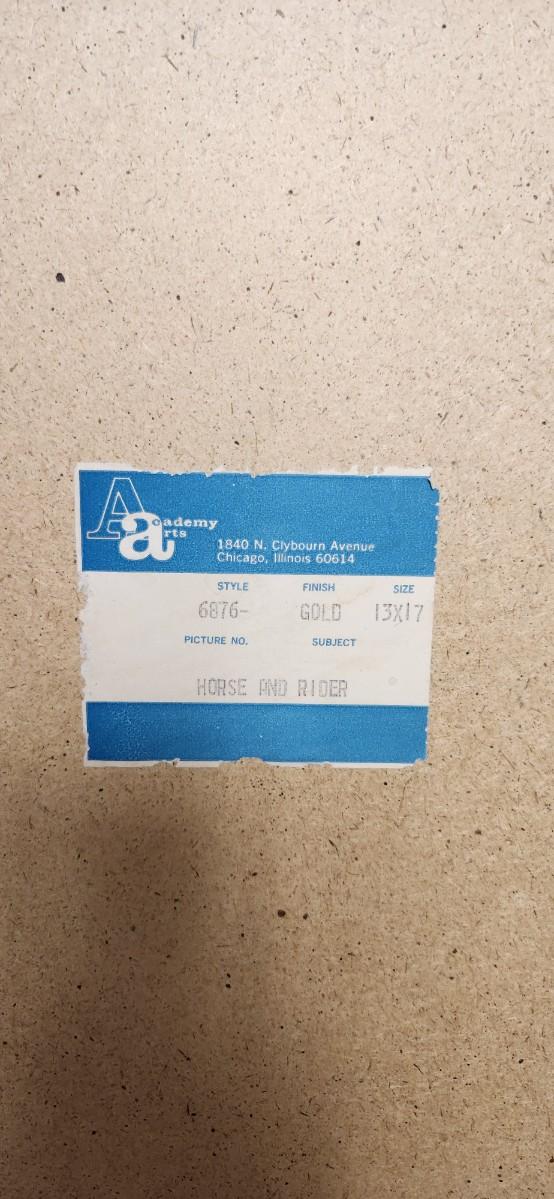 Academy
Arts
1840 N. Clybourn Avenue
Chicago, Illinois 60614
STYLE FINISH SIZE
6876- GOLD 13X17
PICTURE NO. SUBJECT
HORSE AND RIDER